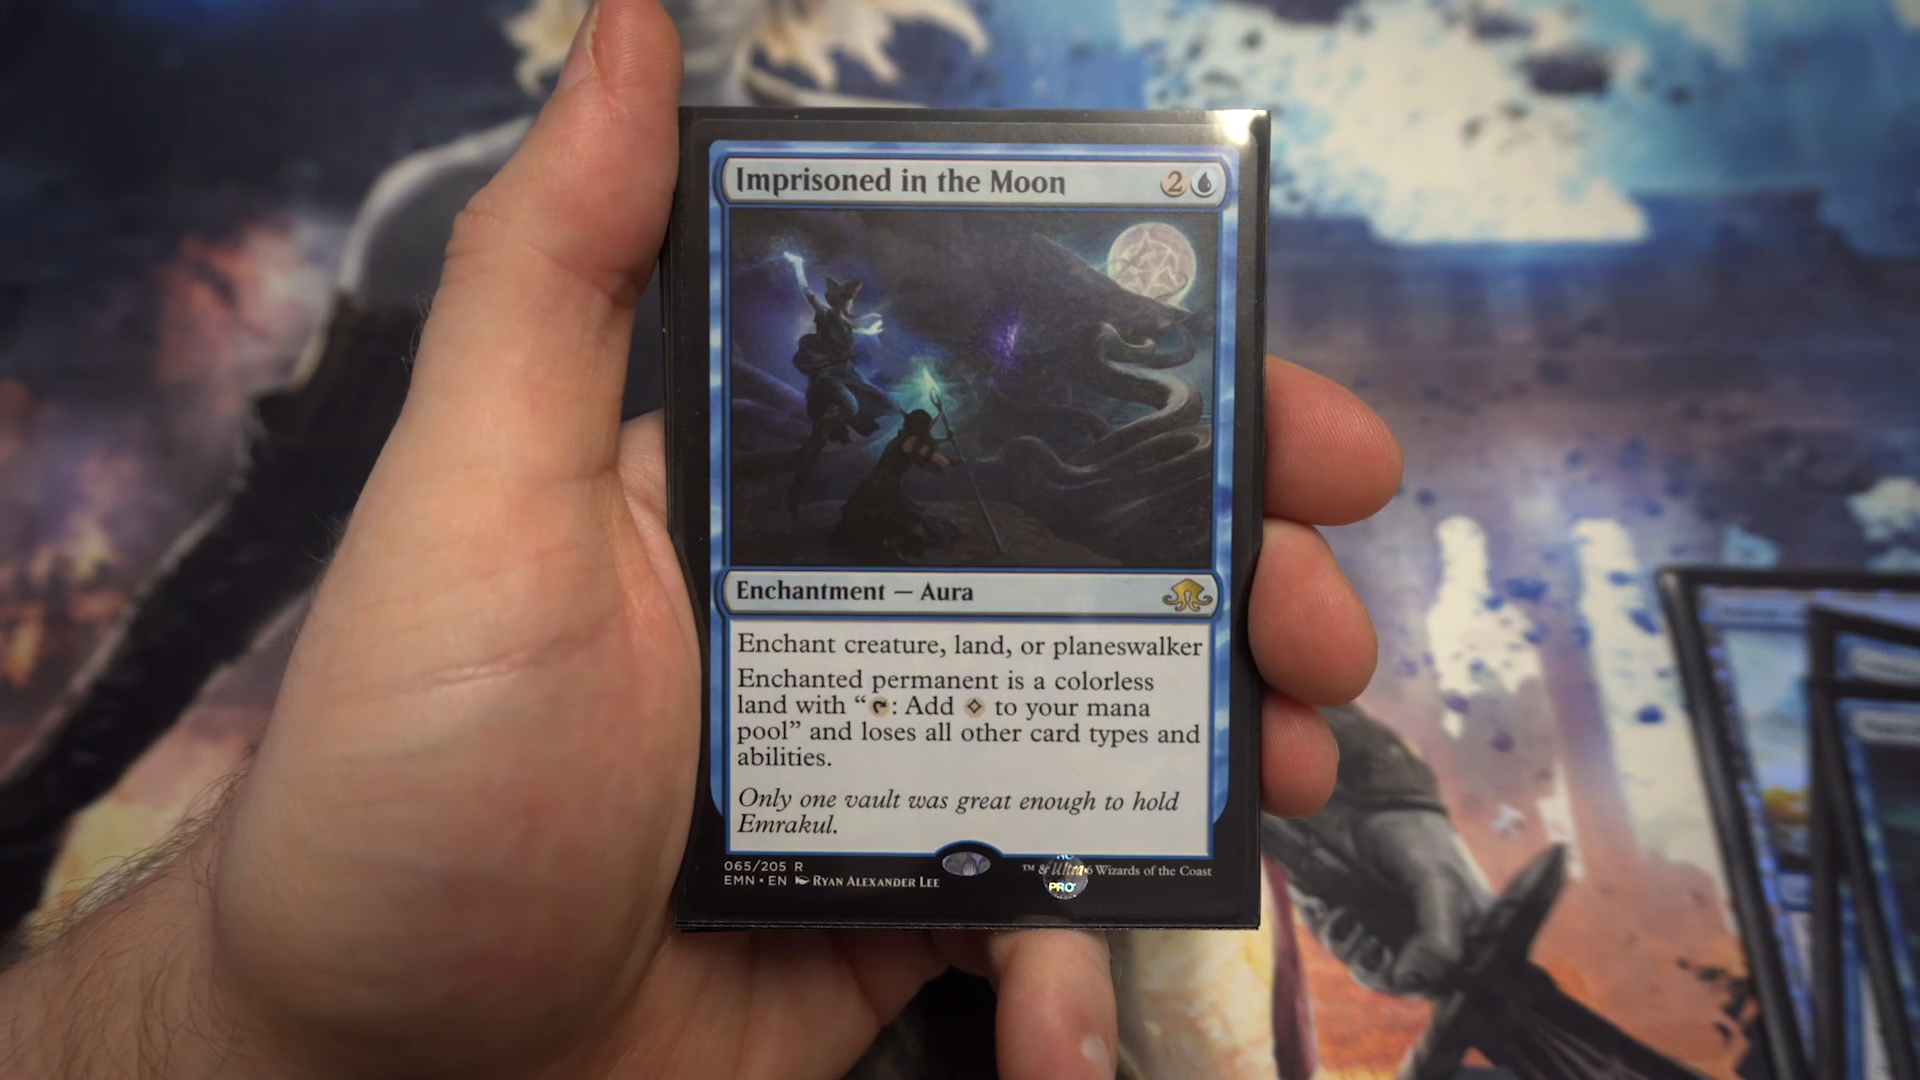 Imprisoned in the Moon 2
Enchantment — Aura
Enchant creature, land, or planeswalker
Enchanted permanent is a colorless
land with “: Add to your mana
pool” and loses all other card types and
abilities.
Only one vault was great enough to hold
Emrakul.
065/205 R
EMN • EN RYAN ALEXANDER LEE
™ & 6 Wizards of the Coast
Ultra
PRO